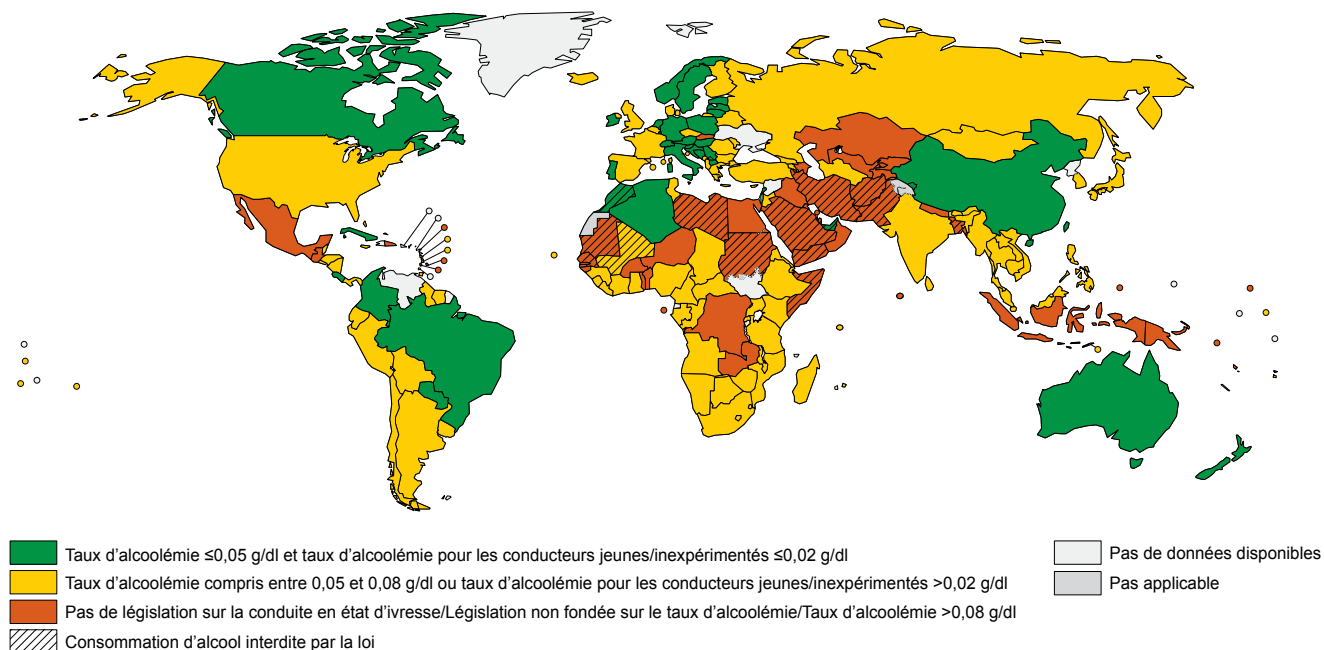 Taux d'alcoolémie ≤0,05 g/dl et taux d'alcoolémie pour les conducteurs jeunes/inexpérimentés ≤0,02 g/dl
Taux d'alcoolémie compris entre 0,05 et 0,08 g/dl ou taux d'alcoolémie pour les conducteurs jeunes/inexpérimentés >0,02 g/dl
Pas de législation sur la conduite en état d'ivresse/Législation non fondée sur le taux d'alcoolémie/Taux d'alcoolémie >0,08 g/dl
Consommation d'alcool interdite par la loi
Pas de données disponibles
Pas applicable